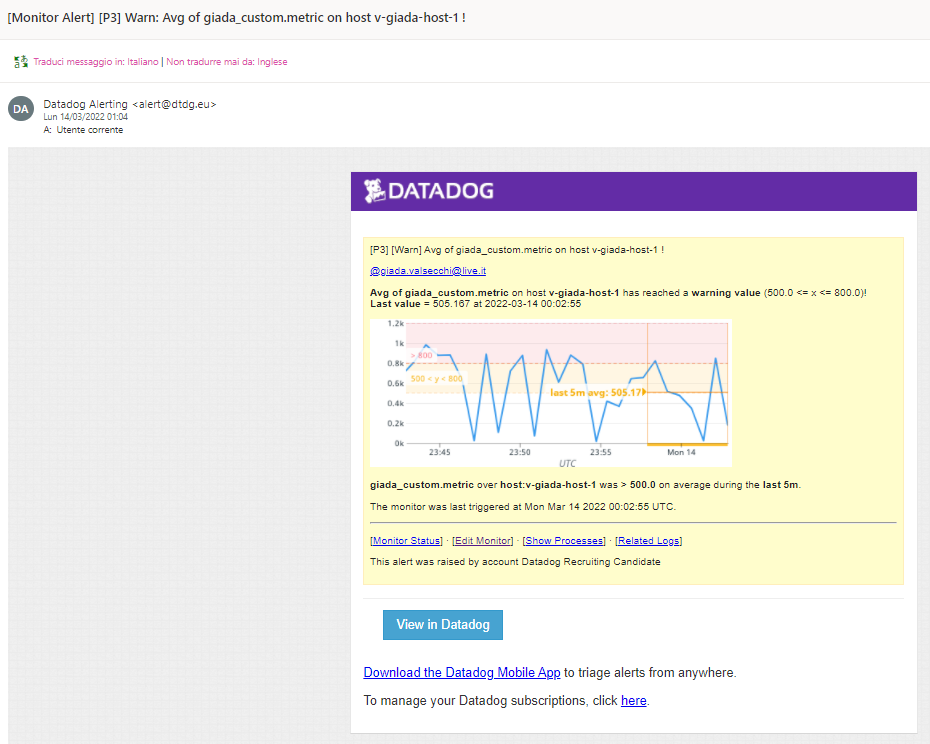 [Monitor Alert] [P3] Warn: Avg of giada_custom.metric on host v-giada-host-1 !
Traduci messaggio in: Italiano | Non tradurre mai da: Inglese
DA
Datadog Alerting <alert@dtdg.eu>
Lun 14/03/2022 01:04
A: Utente corrente
DATADOG
[P3] [Warn] Avg of giada_custom.metric on host v-giada-host-1 !
@giada.valsecchi@live.it
Avg of giada_custom.metric on host v-giada-host-1 has reached a warning value (500.0 <= x <= 800.0)!
Last value = 505.167 at 2022-03-14 00:02:55
1.2k
1k
> 800
0.8k
500 < y < 800
0.6k
last 5m avg: 505.17
0.4k
0.2k
0k
23:45 23:50 23:55 Mon 14
UTC
giada_custom.metric over host:v-giada-host-1 was > 500.0 on average during the last 5m.
The monitor was last triggered at Mon Mar 14 2022 00:02:55 UTC.
[Monitor Status] · [Edit Monitor] · [Show Processes] · [Related Logs]
This alert was raised by account Datadog Recruiting Candidate
View in Datadog
Download the Datadog Mobile App to triage alerts from anywhere.
To manage your Datadog subscriptions, click here.